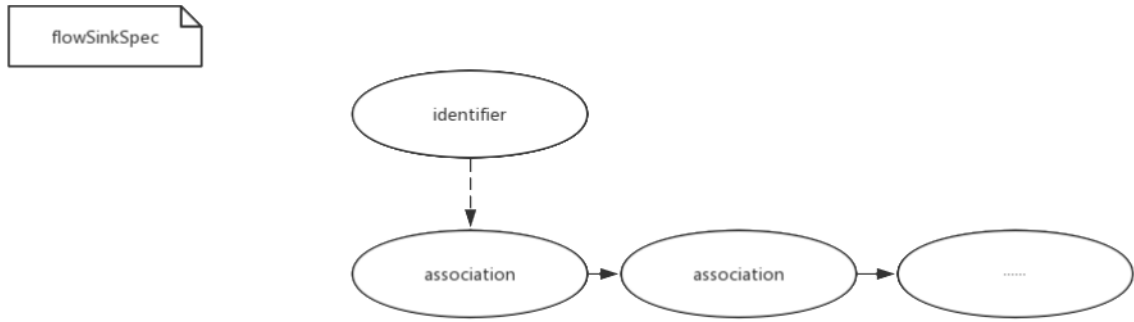 flowSinkSpec
identifier
association
association
......